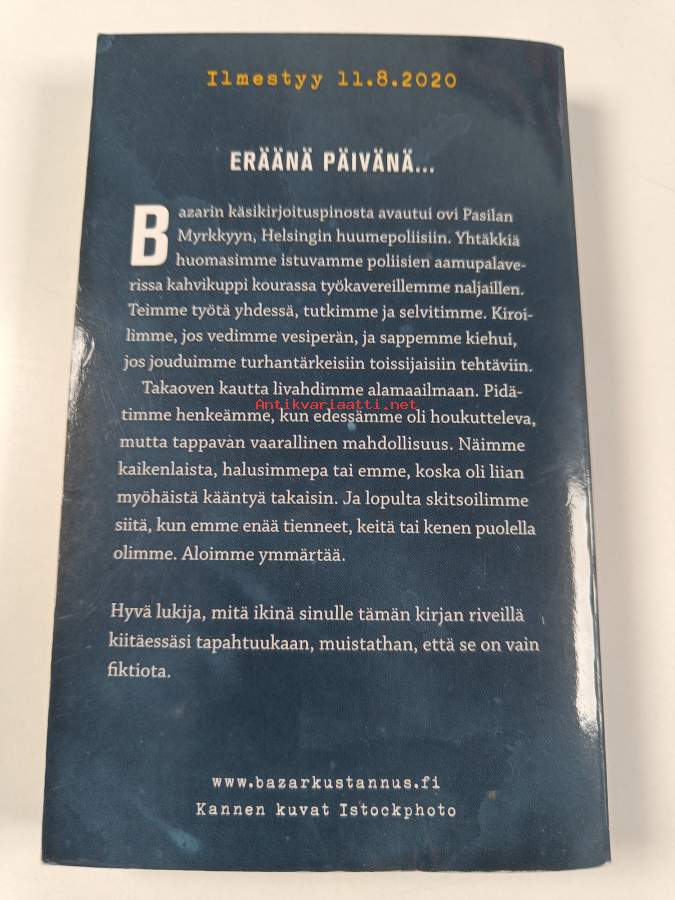 Ilmestyy 11.8.2020
ERÄÄNÄ PÄIVÄNÄ...
Bazarin käsikirjoituspinosta avautui ovi Pasilan
Myrkkyyn, Helsingin huumepoliisiin. Yhtäkkiä
huomasimme istuvamme poliisien aamupalave-
rissa kahvikuppi kourassa työkavereillemme naljaillen.
Teimme työtä yhdessä, tutkimme ja selvitimme. Kiroi-
limme, jos vedimme vesiperän, ja sappemme kiehui,
jos jouduimme turhantärkeisiin toissijaisiin tehtäviin.
Takaoven kautta livahdimme alamaailmaan. Pidä-
timme henkeämme, kun edessämme oli houkutteleva,
Antikvariaatti.net
mutta tappavan vaarallinen mahdollisuus. Näimme
kaikenlaista, halusimmepa tai emme, koska oli liian
myöhäistä kääntyä takaisin. Ja lopulta skitsoilimme
siitä, kun emme enää tienneet, keitä tai kenen puolella
olimme. Aloimme ymmärtää.
Hyvä lukija, mitä ikinä sinulle tämän kirjan riveillä
kiitäessäsi tapahtuukaan, muistathan, että se on vain
fiktiota.
www.bazarkustannus.fi
Kannen kuvat Istockphoto